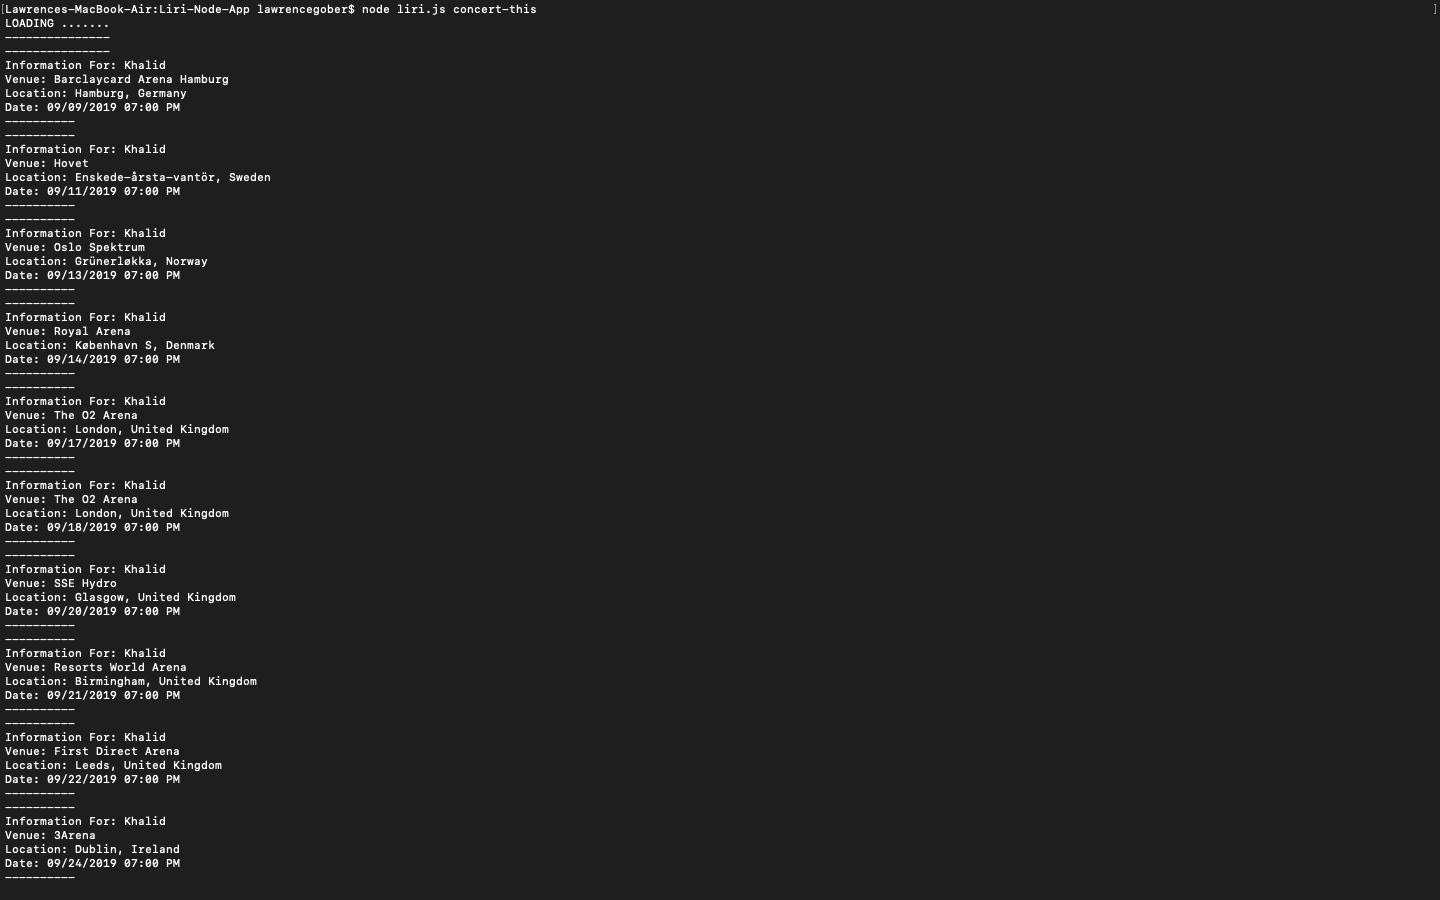 [Lawrences-MacBook-Air:Liri-Node-App lawrencegober$ node liri.js concert-this ]
LOADING .......
---------------
---------------
Information For: Khalid
Venue: Barclaycard Arena Hamburg
Location: Hamburg, Germany
Date: 09/09/2019 07:00 PM
----------
----------
Information For: Khalid
Venue: Hovet
Location: Enskede-årsta-vantör, Sweden
Date: 09/11/2019 07:00 PM
----------
----------
Information For: Khalid
Venue: Oslo Spektrum
Location: Grünerløkka, Norway
Date: 09/13/2019 07:00 PM
----------
----------
Information For: Khalid
Venue: Royal Arena
Location: København S, Denmark
Date: 09/14/2019 07:00 PM
----------
----------
Information For: Khalid
Venue: The O2 Arena
Location: London, United Kingdom
Date: 09/17/2019 07:00 PM
----------
----------
Information For: Khalid
Venue: The O2 Arena
Location: London, United Kingdom
Date: 09/18/2019 07:00 PM
----------
----------
Information For: Khalid
Venue: SSE Hydro
Location: Glasgow, United Kingdom
Date: 09/20/2019 07:00 PM
----------
----------
Information For: Khalid
Venue: Resorts World Arena
Location: Birmingham, United Kingdom
Date: 09/21/2019 07:00 PM
----------
----------
Information For: Khalid
Venue: First Direct Arena
Location: Leeds, United Kingdom
Date: 09/22/2019 07:00 PM
----------
----------
Information For: Khalid
Venue: 3Arena
Location: Dublin, Ireland
Date: 09/24/2019 07:00 PM
----------